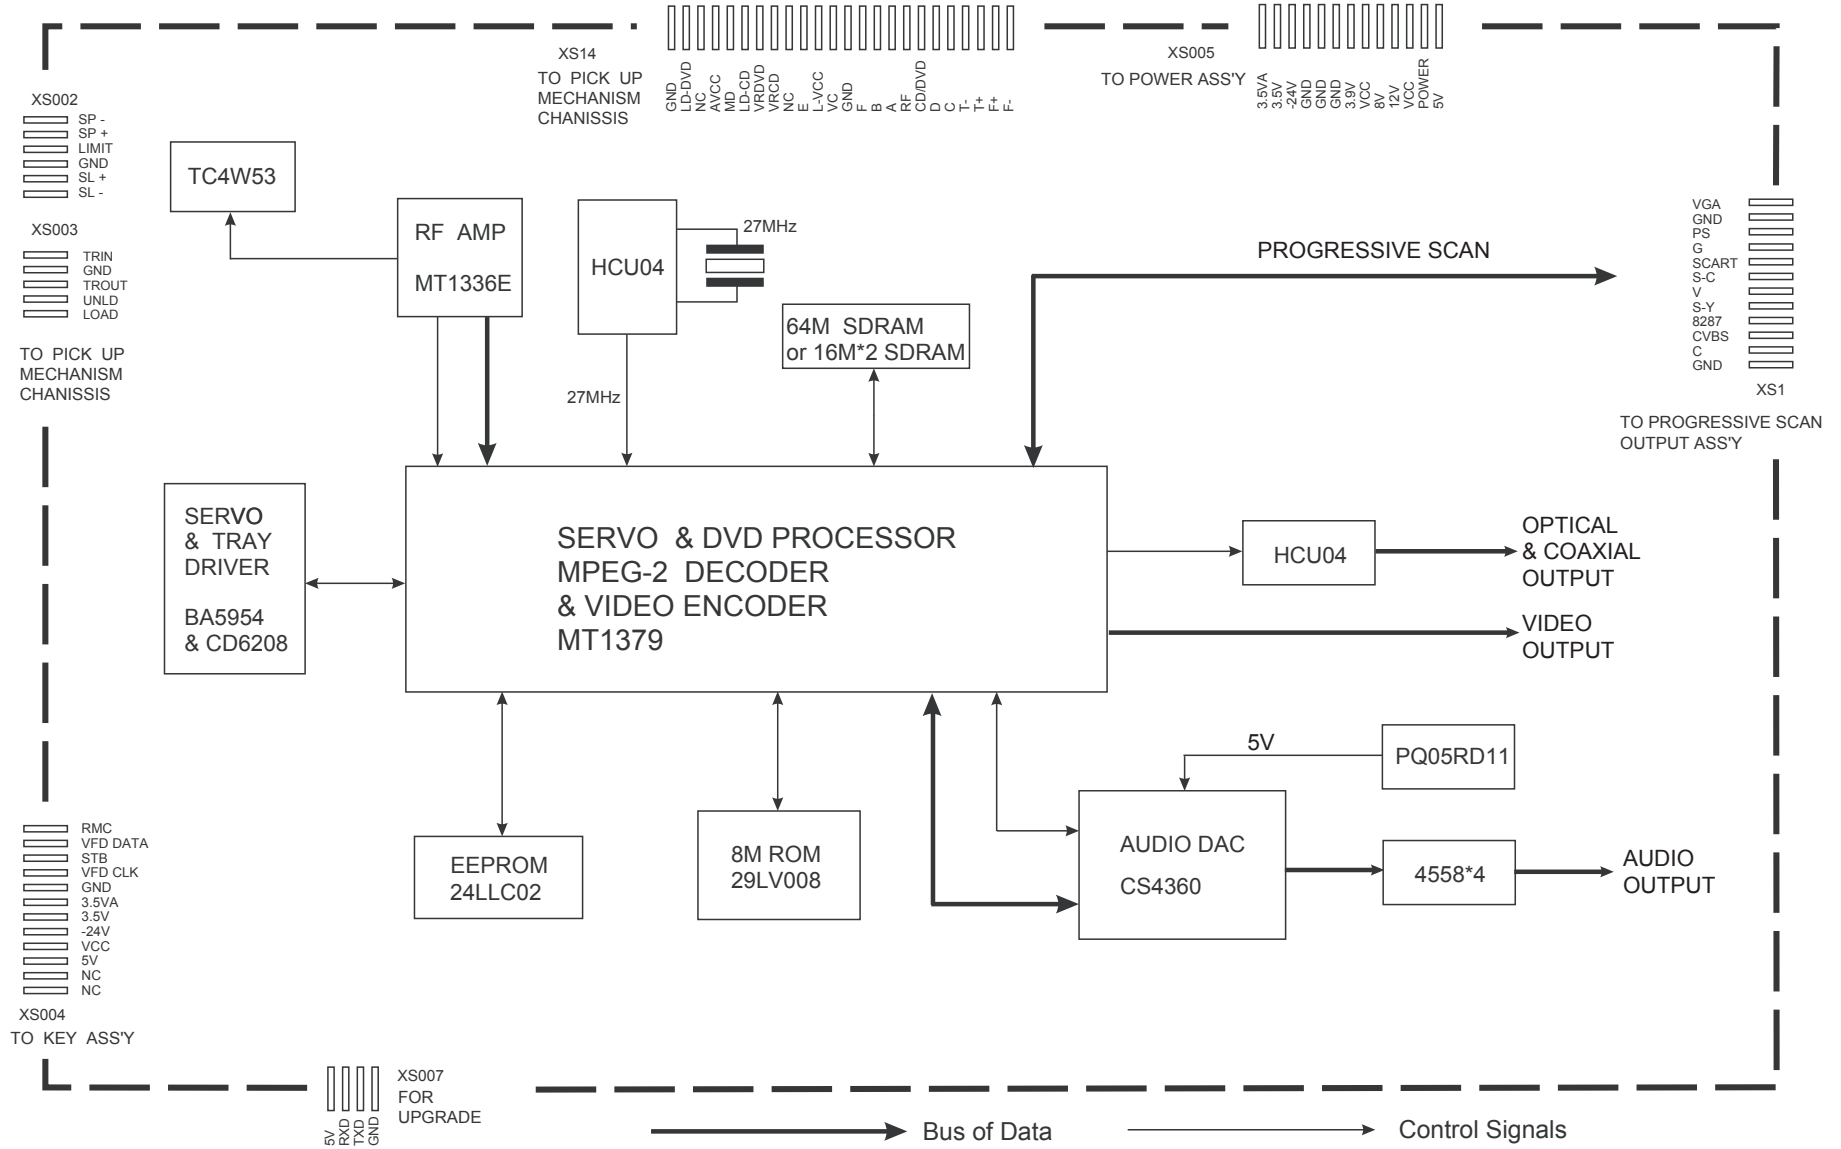 XS14
TO PICK UP
MECHANISM
CHANISSIS
GND
LD-DVD
NC
AVCC
MD
LD-CD
VRDVD
VRCD
NC
E
L-VCC
VC
GND
F
B
A
RF
CD/DVD
D
C
T-
T+
F+
F-
XS005
TO POWER ASS'Y
3.5VA
3.5V
-24V
GND
GND
GND
3.9V
VCC
8V
12V
VCC
POWER
5V
XS002
SP -
SP +
LIMIT
GND
SL +
SL -
XS003
TRIN
GND
TROUT
UNLD
LOAD
TO PICK UP
MECHANISM
CHANISSIS
TC4W53
RF AMP
MT1336E
HCU04
27MHz
27MHz
64M SDRAM
or 16M*2 SDRAM
PROGRESSIVE SCAN
VGA
GND
PS
G
SCART
S-C
V
S-Y
8287
CVBS
C
GND
XS1
TO PROGRESSIVE SCAN
OUTPUT ASS'Y
SERVO
& TRAY
DRIVER
BA5954
& CD6208
SERVO & DVD PROCESSOR
MPEG-2 DECODER
& VIDEO ENCODER
MT1379
HCU04
OPTICAL
& COAXIAL
OUTPUT
VIDEO
OUTPUT
5V
PQ05RD11
EEPROM
24LLC02
8M ROM
29LV008
AUDIO DAC
CS4360
4558*4
AUDIO
OUTPUT
RMC
VFD DATA
STB
VFD CLK
GND
3.5VA
3.5V
-24V
VCC
5V
NC
NC
XS004
TO KEY ASS'Y
5V
RXD
TXD
GND
XS007
FOR
UPGRADE
Bus of Data
Control Signals